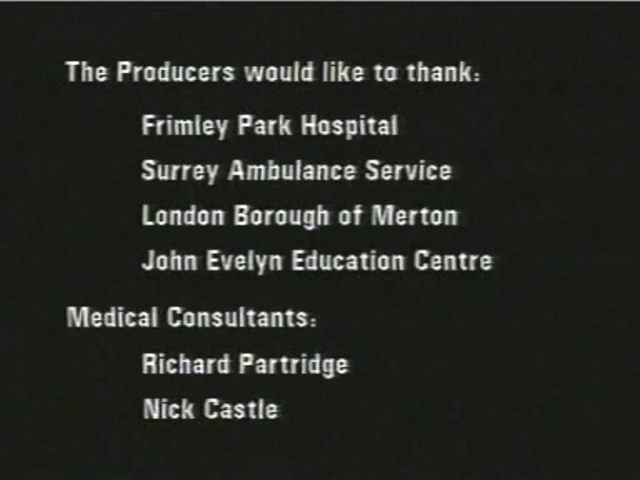 The Producers would like to thank:
Frimley Park Hospital
Surrey Ambulance Service
London Borough of Merton
John Evelyn Education Centre
Medical Consultants:
Richard Partridge
Nick Castle